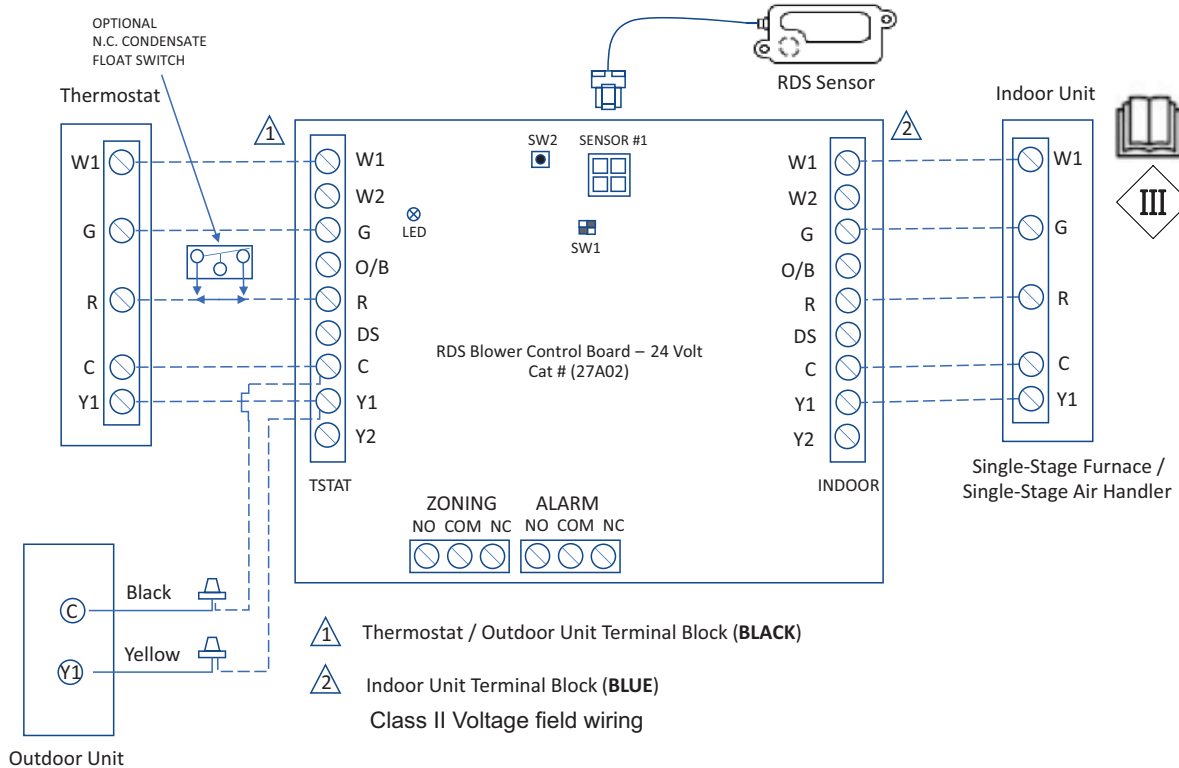 OPTIONAL
N.C. CONDENSATE
FLOAT SWITCH
Thermostat
W1
G
R
C
Y1
1
W1
W2
G
O/B
R
DS
C
Y1
Y2
TSTAT
LED
SW2
SENSOR #1
SW1
RDS Sensor
RDS Blower Control Board – 24 Volt
Cat # (27A02)
ZONING
NO COM NC
ALARM
NO COM NC
2
W1
W2
G
O/B
R
DS
C
Y1
Y2
INDOOR
Indoor Unit
W1
G
R
C
Y1
III
Single-Stage Furnace /
Single-Stage Air Handler
C
Black
Y1
Yellow
Outdoor Unit
1 Thermostat / Outdoor Unit Terminal Block (BLACK)
2 Indoor Unit Terminal Block (BLUE)
Class II Voltage field wiring